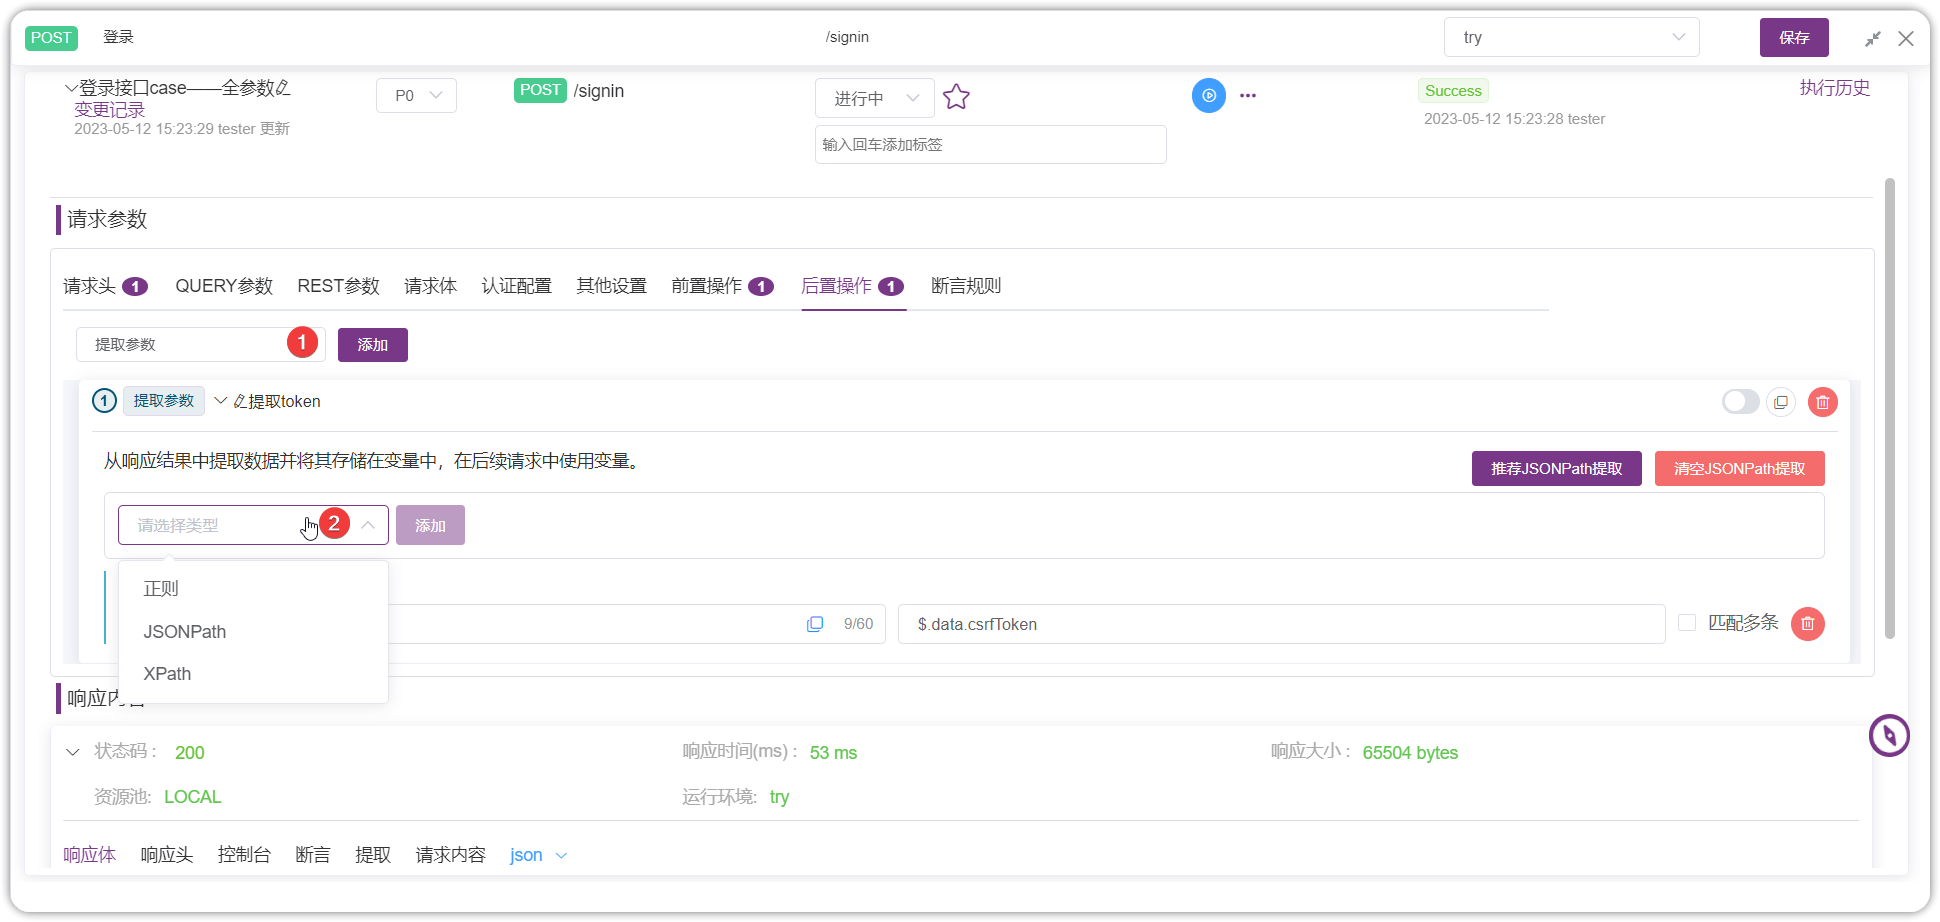 POST 登录 /signin try 保存
登录接口case——全参数 P0 POST /signin 进行中 Success 执行历史
变更记录
2023-05-12 15:23:29 tester 更新 2023-05-12 15:23:28 tester
输入回车添加标签
请求参数
请求头 1 QUERY参数 REST参数 请求体 认证配置 其他设置 前置操作 1 后置操作 1 断言规则
提取参数 1 添加
1 提取参数 提取token
从响应结果中提取数据并将其存储在变量中，在后续请求中使用变量。
推荐JSONPath提取 清空JSONPath提取
请选择类型 2 添加
正则
JSONPath
XPath
9/60 $.data.csrfToken 匹配多条
响应内
状态码： 200 响应时间(ms)： 53 ms 响应大小： 65504 bytes
资源池: LOCAL 运行环境: try
响应体 响应头 控制台 断言 提取 请求内容 json